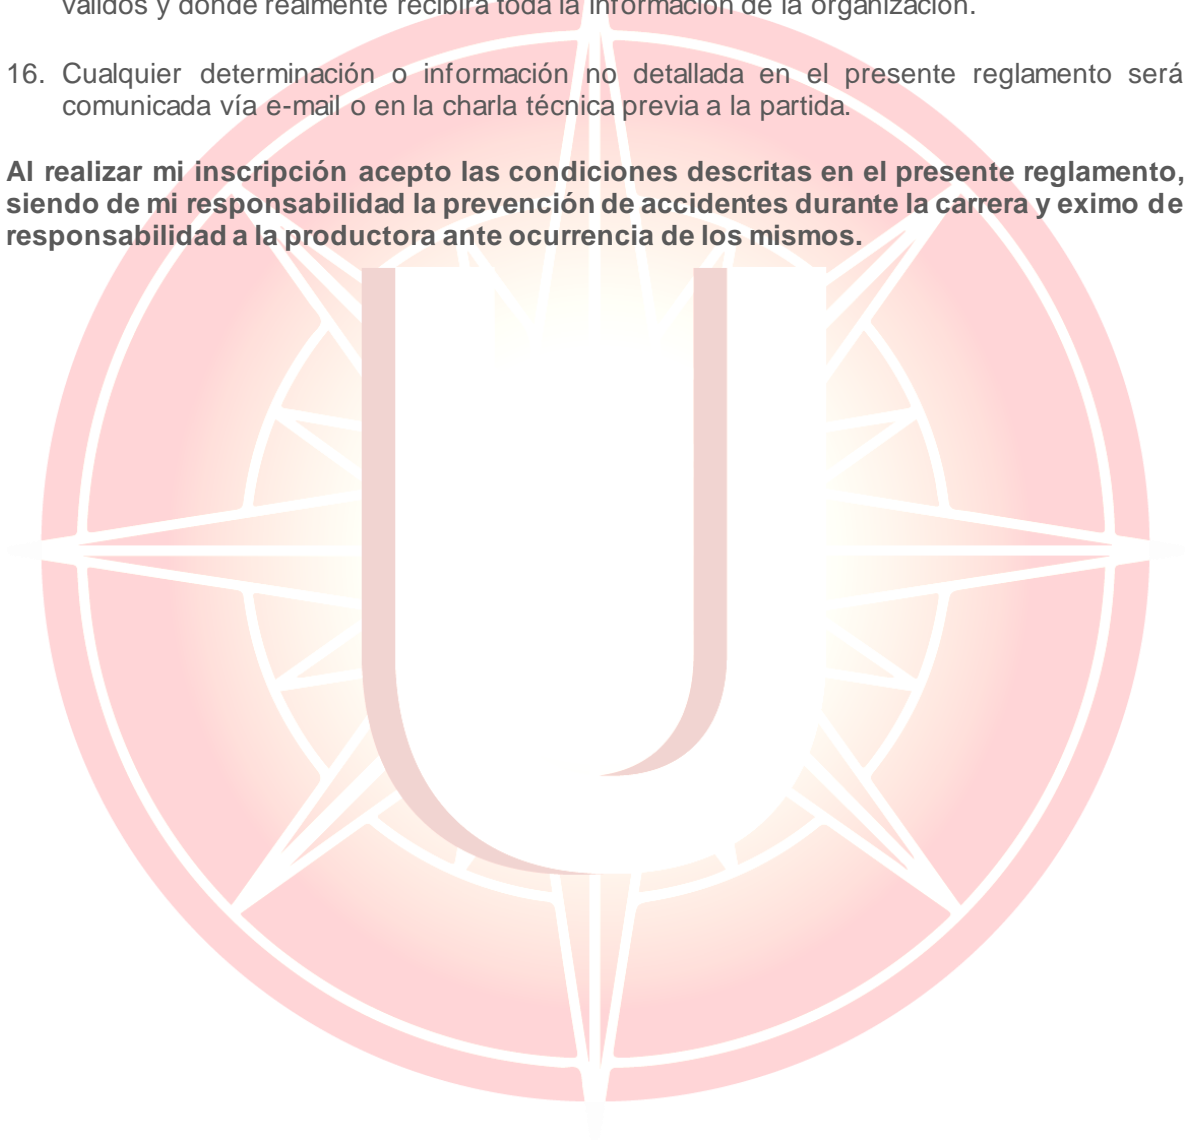 válidos y donde realmente recibirá toda la información de la organización.
16. Cualquier determinación o información no detallada en el presente reglamento será
comunicada vía e-mail o en la charla técnica previa a la partida.
Al realizar mi inscripción acepto las condiciones descritas en el presente reglamento,
siendo de mi responsabilidad la prevención de accidentes durante la carrera y eximo de
responsabilidad a la productora ante ocurrencia de los mismos.
U